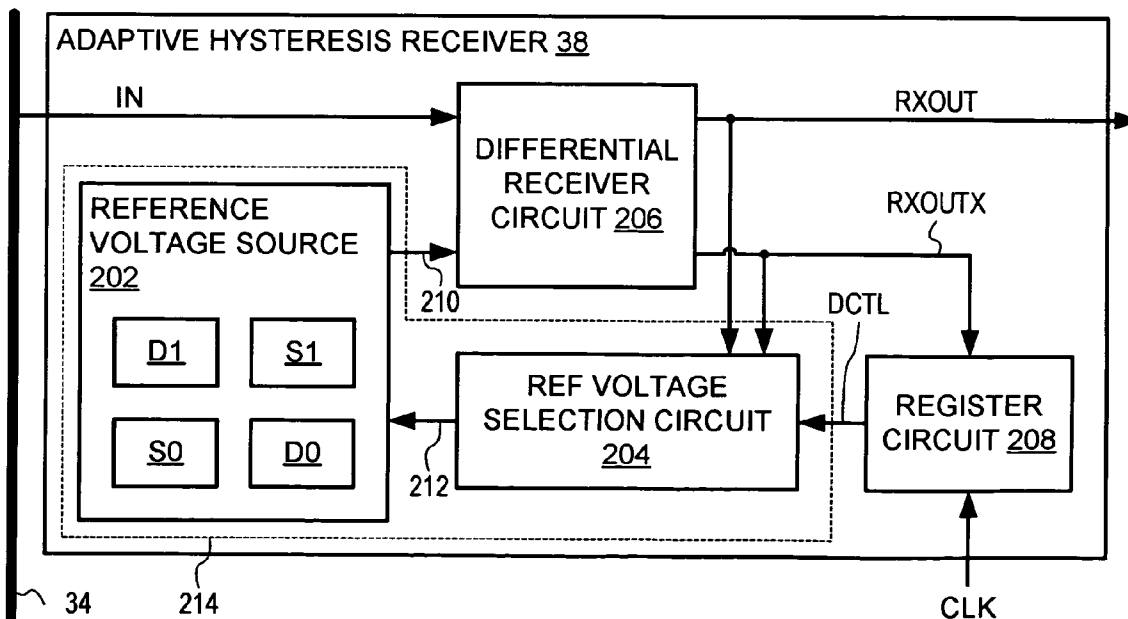 ADAPTIVE HYSTERESIS RECEIVER 38
IN
RXOUT
DIFFERENTIAL
RECEIVER
CIRCUIT 206
REFERENCE
VOLTAGE SOURCE
202
RXOUTX
210
DCTL
D1
S1
S0
D0
REF VOLTAGE
SELECTION CIRCUIT
204
REGISTER
CIRCUIT 208
212
34
214
CLK